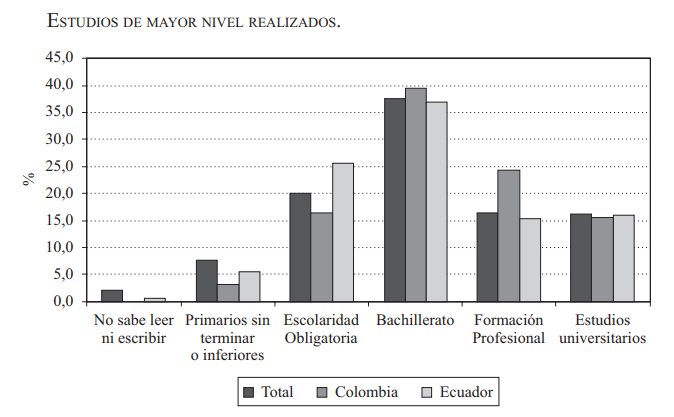 ESTUDIOS DE MAYOR NIVEL REALIZADOS.
45,0
40,0
35,0
30,0
25,0
20,0
15,0
10,0
5,0
0,0
%
No sabe leer
ni escribir
Primarios sin
terminar
o inferiores
Escolaridad
Obligatoria
Bachillerato
Formación
Profesional
Estudios
universitarios
Total Colombia Ecuador